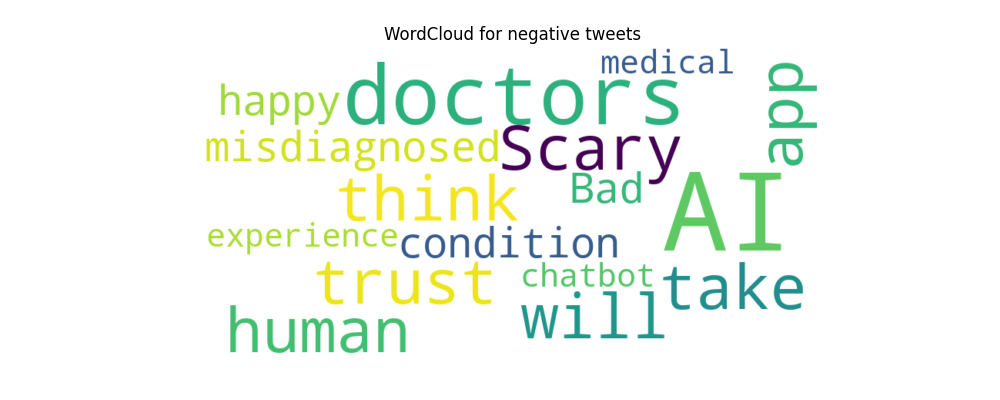 WordCloud for negative tweets
medical
happy doctors app
misdiagnosed Scary
think Bad AI
experience condition
trust chatbot take
human will